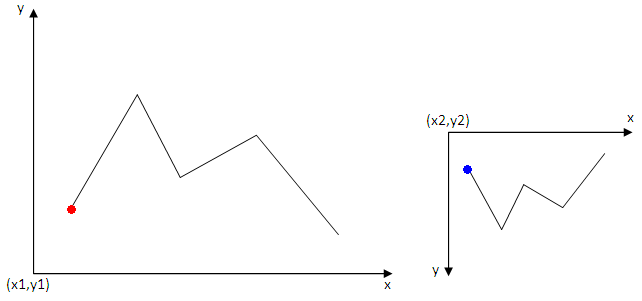 y
(x1,y1)
x
(x2,y2)
x
y